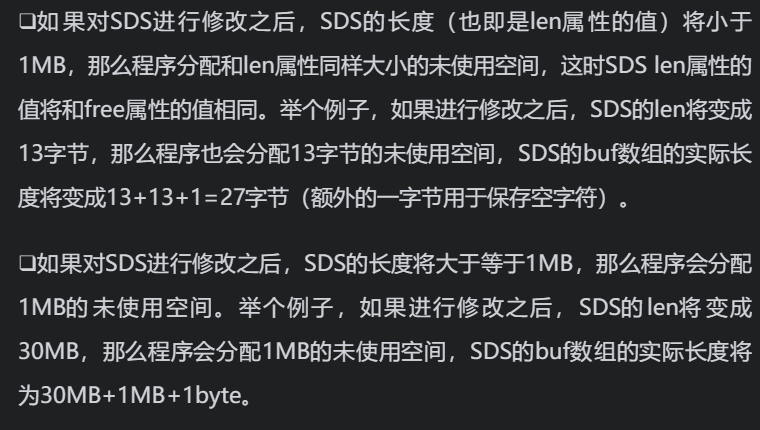 ❑如果对SDS进行修改之后，SDS的长度（也即是len属性的值）将小于
1MB，那么程序分配和len属性同样大小的未使用空间，这时SDS len属性的
值将和free属性的值相同。举个例子，如果进行修改之后，SDS的len将变成
13字节，那么程序也会分配13字节的未使用空间，SDS的buf数组的实际长
度将变成13+13+1=27字节（额外的一字节用于保存空字符）。
❑如果对SDS进行修改之后，SDS的长度将大于等于1MB，那么程序会分配
1MB的未使用空间。举个例子，如果进行修改之后，SDS的len将变成
30MB，那么程序会分配1MB的未使用空间，SDS的buf数组的实际长度将
为30MB+1MB+1byte。